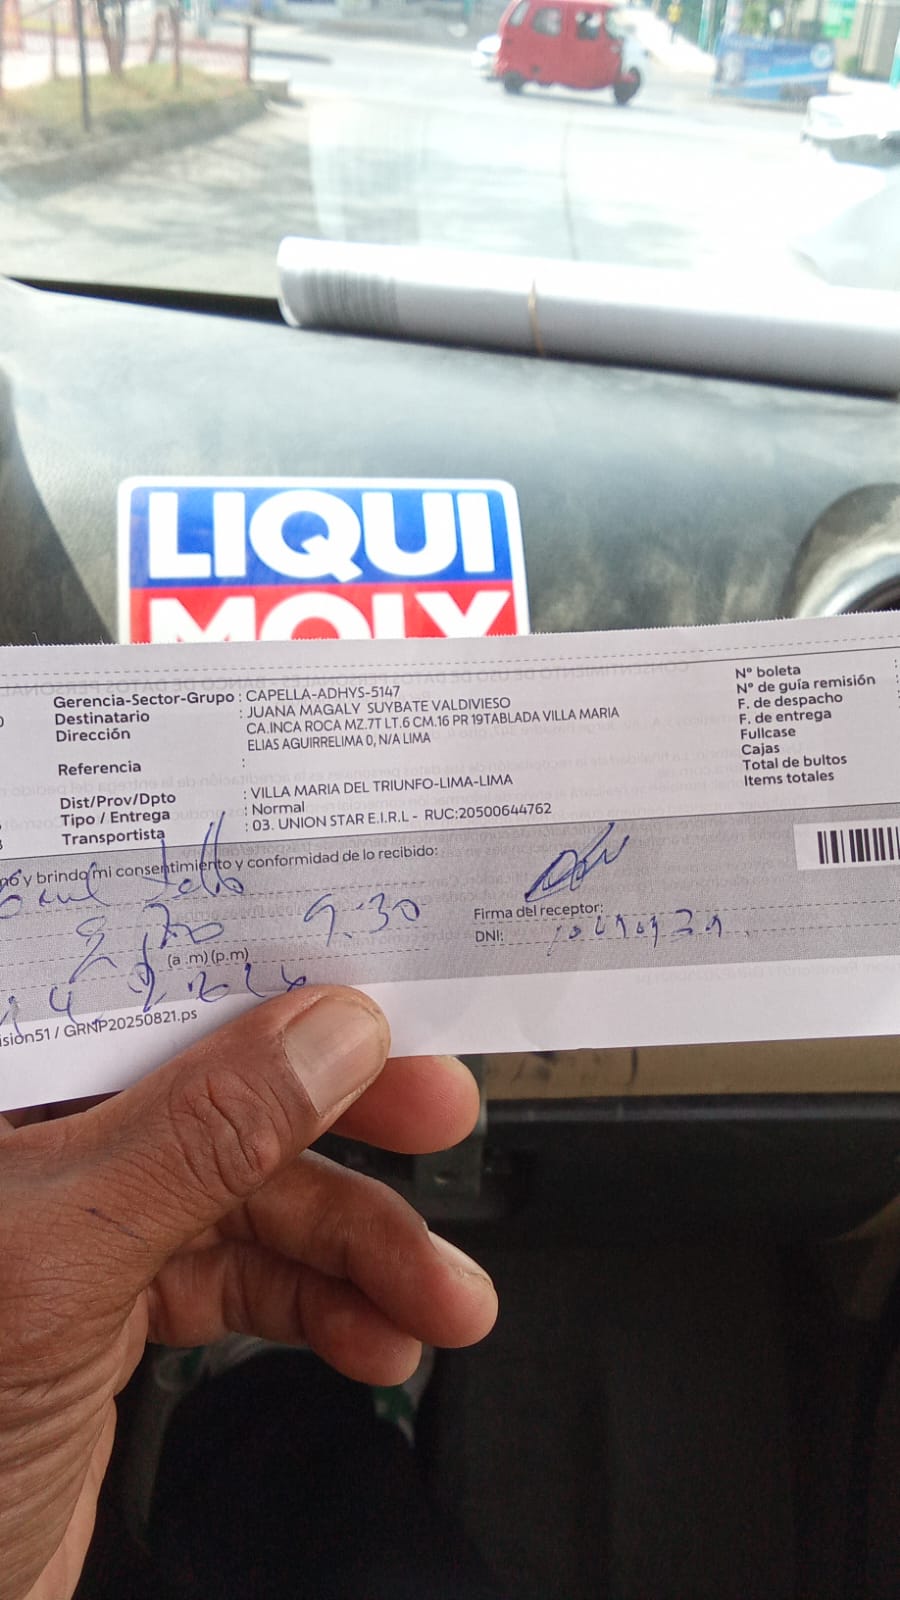 LIQUI
MOLY
Gerencia-Sector-Grupo : CAPELLA-ADHYS-5147
Destinatario : JUANA MAGALY SUYBATE VALDIVIESO
Dirección CA.INCA ROCA MZ.7T LT.6 CM.16 PR 19TABLADA VILLA MARIA
ELIAS AGUIRRELIMA 0, N/A LIMA
Referencia :
Dist/Prov/Dpto : VILLA MARIA DEL TRIUNFO-LIMA-LIMA
Tipo / Entrega : Normal
Transportista : 03. UNION STAR E.I.R.L - RUC:20500644762
N° boleta :
N° de guía remisión
F. de despacho
F. de entrega
Fullcase
Cajas
Total de bultos
Items totales
y brindo mi consentimiento y conformidad de lo recibido:
9:30
(a .m) (p.m)
Firma del receptor:
DNI:
ision51 / GRNP20250821.ps